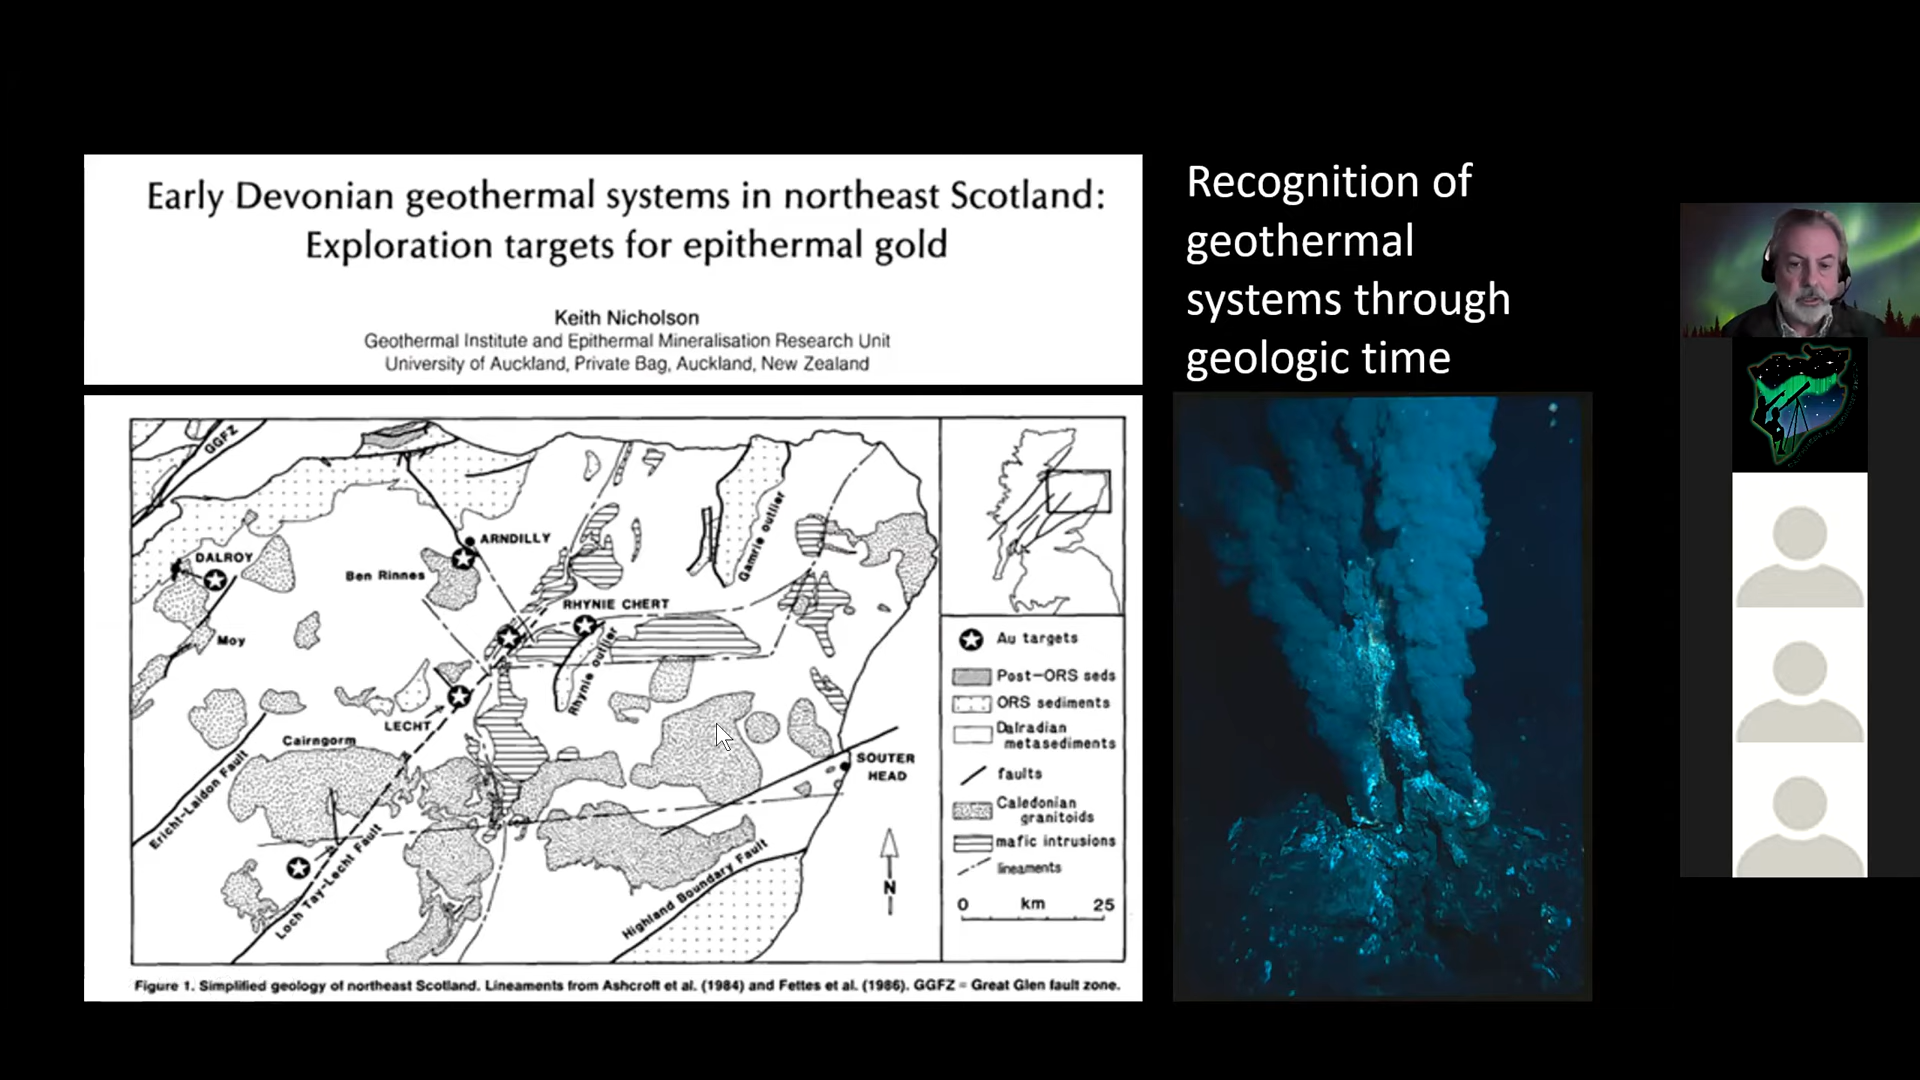 Early Devonian geothermal systems in northeast Scotland:
Exploration targets for epithermal gold
Keith Nicholson
Geothermal Institute and Epithermal Mineralisation Research Unit
University of Auckland, Private Bag, Auckland, New Zealand
Recognition of
geothermal
systems through
geologic time
GGFZ
ARNDILLY
DALROY
Ben Rinnes
Gamrie outlier
RHYNIE CHERT
Moy
Rhynie outlier
LECHT
Cairngorm
SOUTER
HEAD
Ericht-Laidon Fault
Loch Tay-Lecht Fault
Highland Boundary Fault
Au targets
Post-ORS seds
ORS sediments
Dalradian
metasediments
faults
Caledonian
granitoids
mafic intrusions
lineaments
N
0 km 25
Figure 1. Simplified geology of northeast Scotland. Lineaments from Ashcroft et al. (1984) and Fettes et al. (1986). GGFZ = Great Glen fault zone.